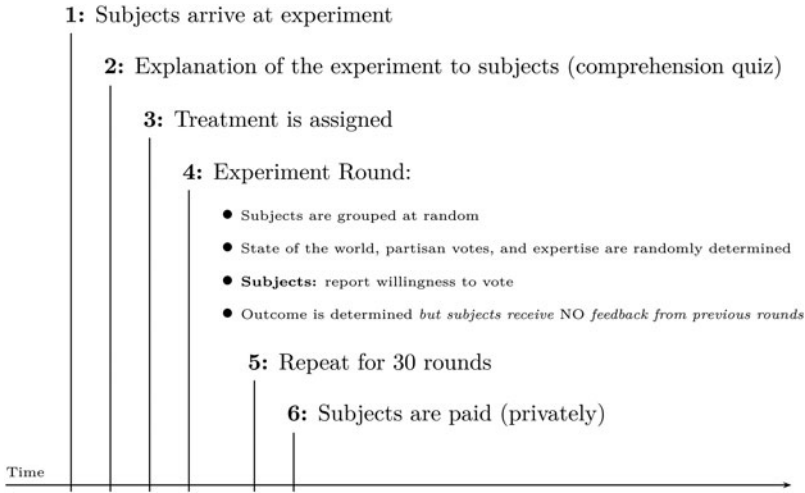 1: Subjects arrive at experiment
2: Explanation of the experiment to subjects (comprehension quiz)
3: Treatment is assigned
4: Experiment Round:
● Subjects are grouped at random
● State of the world, partisan votes, and expertise are randomly determined
● Subjects: report willingness to vote
● Outcome is determined but subjects receive NO feedback from previous rounds
5: Repeat for 30 rounds
6: Subjects are paid (privately)
Time